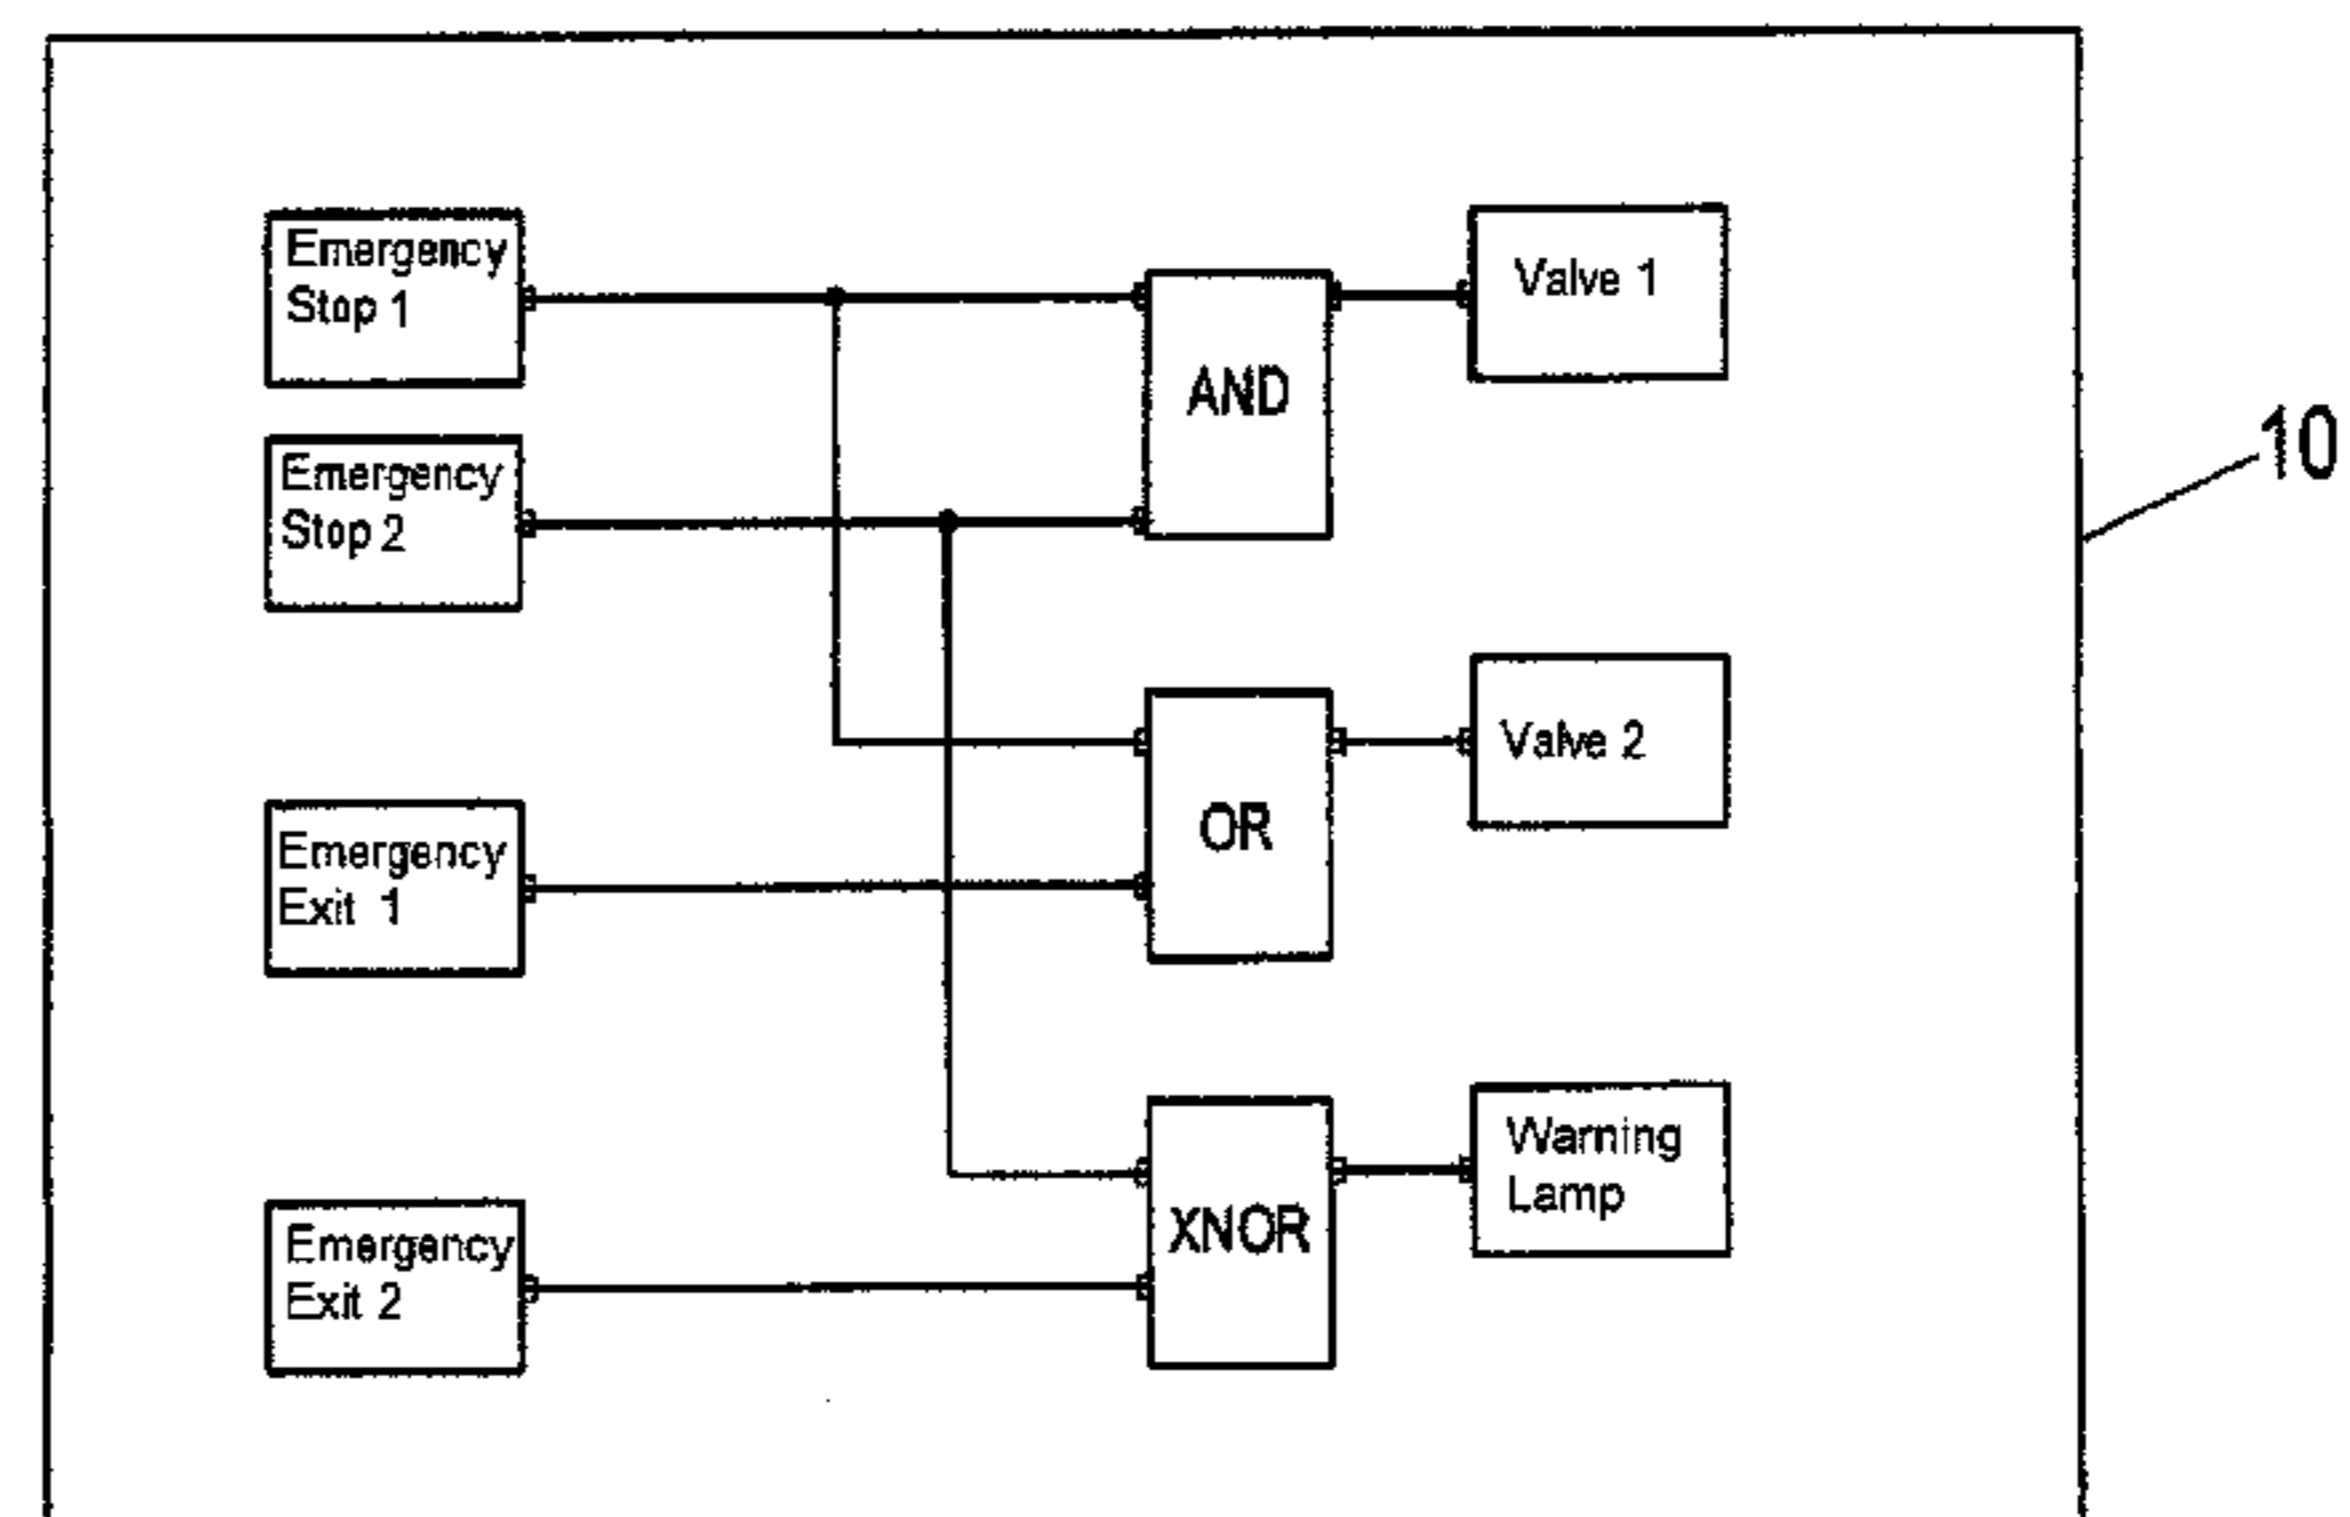 Emergency
Stop 1
AND
Valve 1
10
Emergency
Stop 2
OR
Valve 2
Emergency
Exit 1
XNOR
Warning
Lamp
Emergency
Exit 2